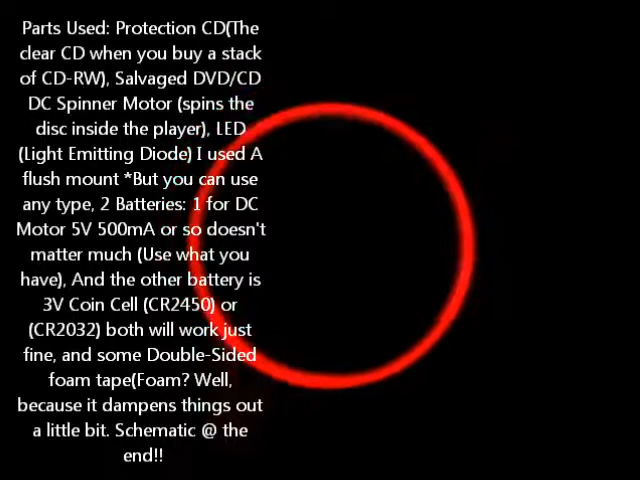 Parts Used: Protection CD(The
clear CD when you buy a stack
of CD-RW), Salvaged DVD/CD
DC Spinner Motor (spins the
disc inside the player), LED
(Light Emitting Diode) I used A
flush mount *But you can use
any type, 2 Batteries: 1 for DC
Motor 5V 500mA or so doesn't
matter much (Use what you
have), And the other battery is
3V Coin Cell (CR2450) or
(CR2032) both will work just
fine, and some Double-Sided
foam tape(Foam? Well,
because it dampens things out
a little bit. Schematic @ the
end!!